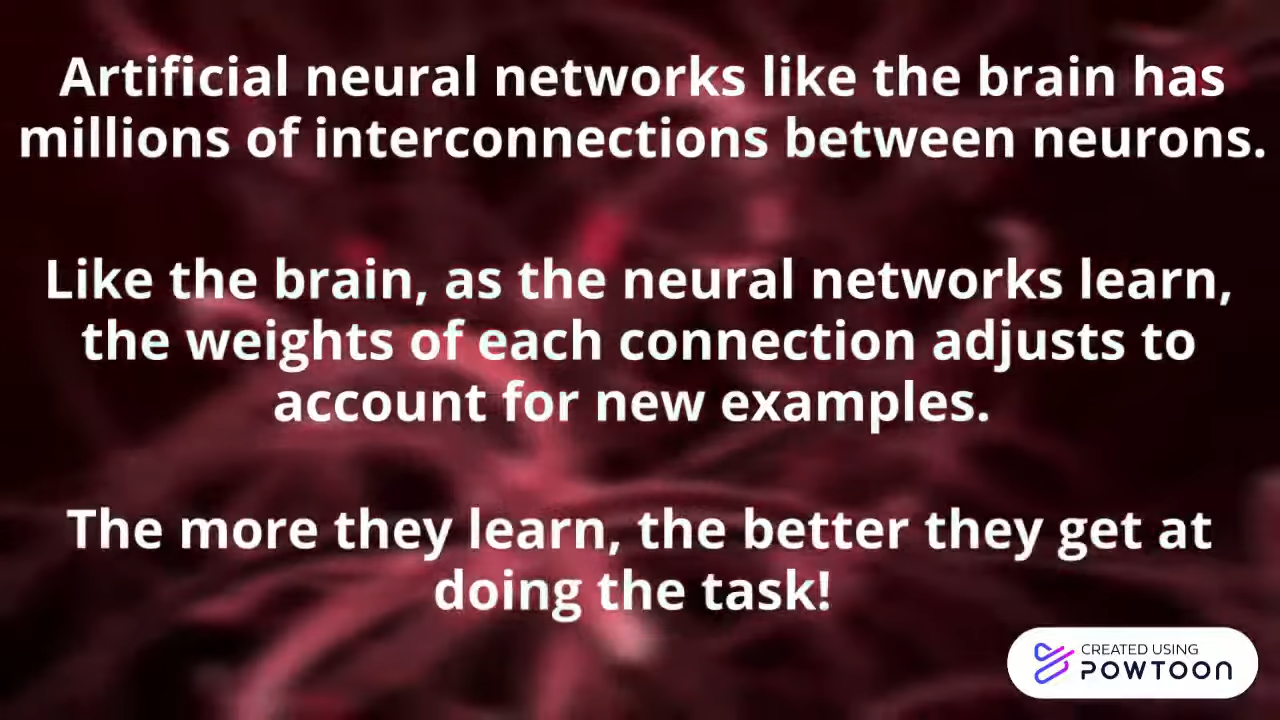 Artificial neural networks like the brain has
millions of interconnections between neurons.
Like the brain, as the neural networks learn,
the weights of each connection adjusts to
account for new examples.
The more they learn, the better they get at
doing the task!
CREATED USING
POWTOON